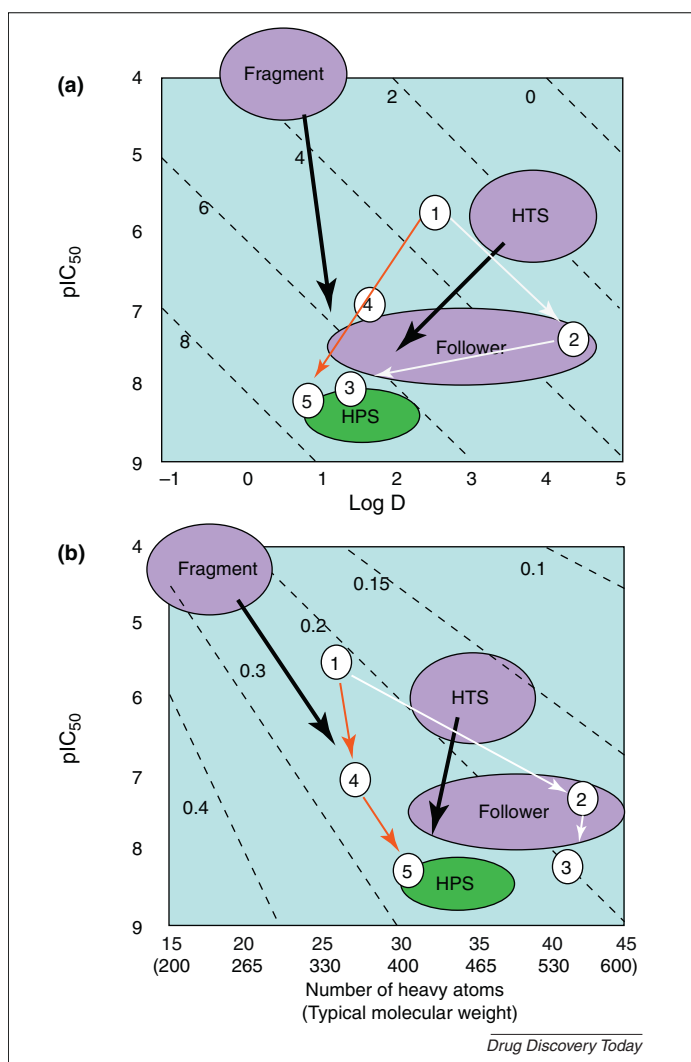 (a)
Fragment
4
5
6
7
8
9
pIC50
2
0
4
6
8
1
HTS
4
Follower
2
3
5
HPS
−1
0
1
2
3
4
5
Log D
(b)
Fragment
4
5
6
7
8
9
pIC50
0.1
0.15
0.2
0.3
0.4
1
HTS
4
Follower
2
3
5
HPS
15 20 25 30 35 40 45
(200 265 330 400 465 530 600)
Number of heavy atoms
(Typical molecular weight)
Drug Discovery Today